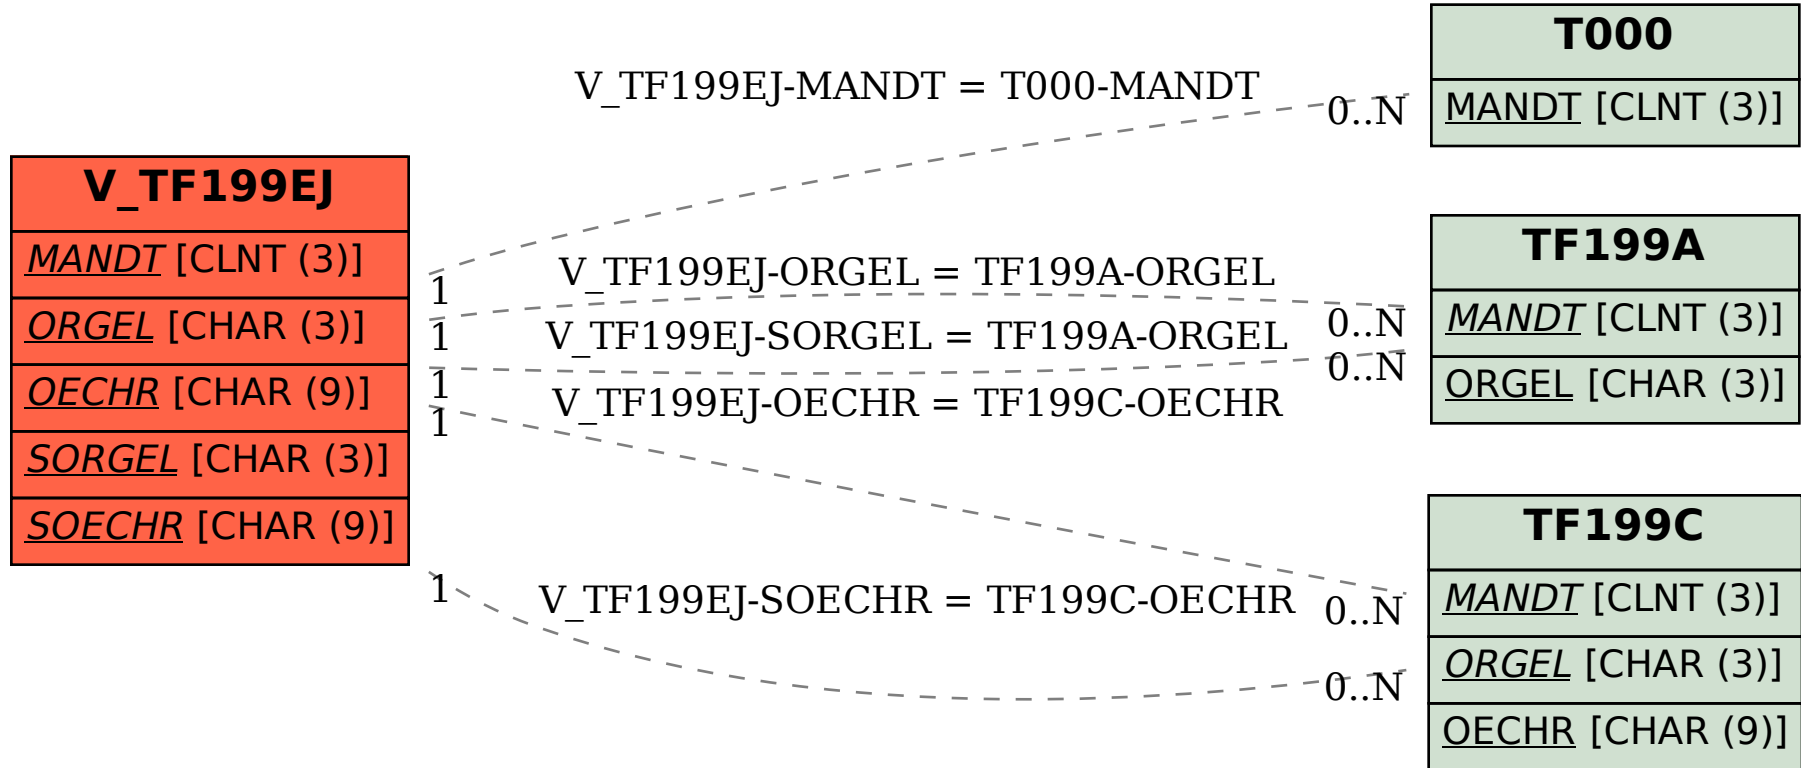 V_TF199EJ
MANDT [CLNT (3)]
ORGEL [CHAR (3)]
OECHR [CHAR (9)]
SORGEL [CHAR (3)]
SOECHR [CHAR (9)]
V_TF199EJ-MANDT = T000-MANDT
1
0..N
V_TF199EJ-ORGEL = TF199A-ORGEL
1
0..N
V_TF199EJ-SORGEL = TF199A-ORGEL
1
0..N
V_TF199EJ-OECHR = TF199C-OECHR
1
0..N
V_TF199EJ-SOECHR = TF199C-OECHR
1
0..N
T000
MANDT [CLNT (3)]
TF199A
MANDT [CLNT (3)]
ORGEL [CHAR (3)]
TF199C
MANDT [CLNT (3)]
ORGEL [CHAR (3)]
OECHR [CHAR (9)]